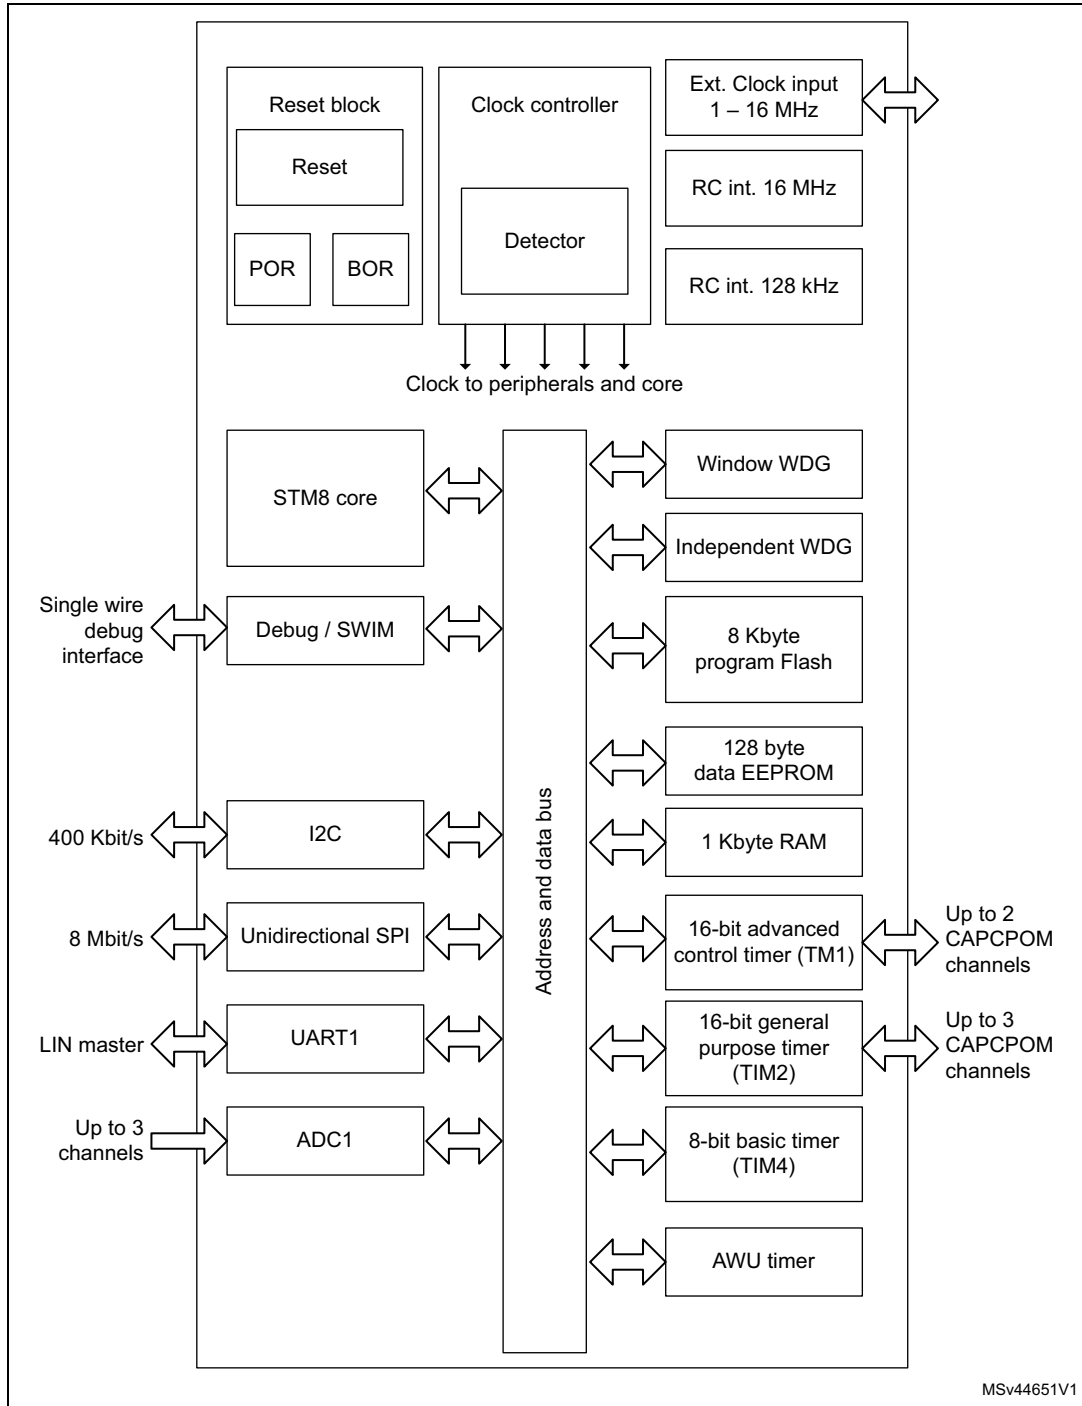 Reset block
Reset
POR
BOR
Clock controller
Detector
Ext. Clock input
1 – 16 MHz
RC int. 16 MHz
RC int. 128 kHz
Clock to peripherals and core
STM8 core
Single wire
debug
interface
Debug / SWIM
400 Kbit/s
I2C
8 Mbit/s
Unidirectional SPI
LIN master
UART1
Up to 3
channels
ADC1
Address and data bus
Window WDG
Independent WDG
8 Kbyte
program Flash
128 byte
data EEPROM
1 Kbyte RAM
16-bit advanced
control timer (TM1)
Up to 2
CAPCPOM
channels
16-bit general
purpose timer
(TIM2)
Up to 3
CAPCPOM
channels
8-bit basic timer
(TIM4)
AWU timer
MSv44651V1